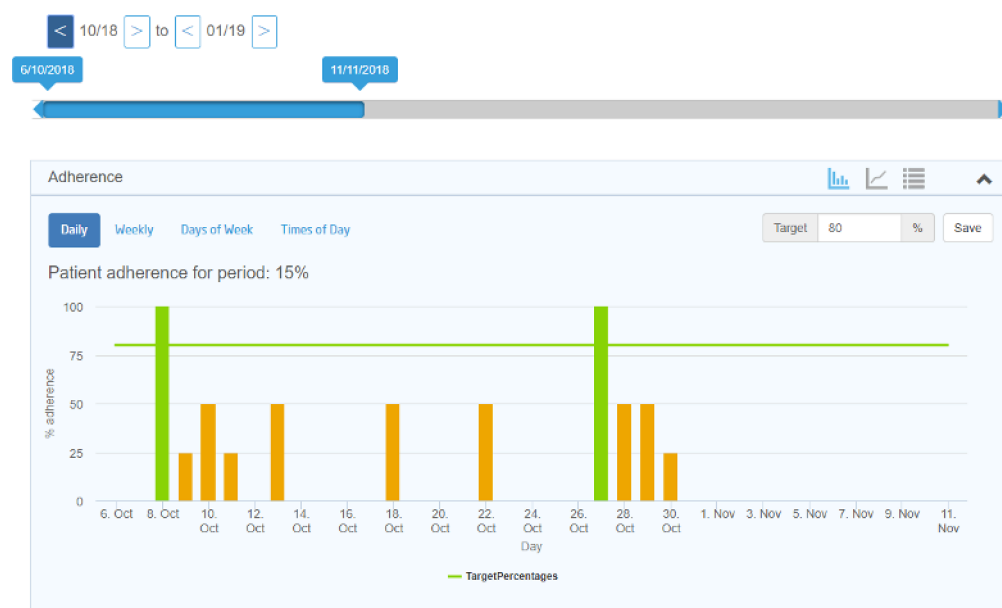 < 10/18 > to < 01/19 >
6/10/2018 11/11/2018
Adherence
Daily Weekly Days of Week Times of Day Target 80 % Save
Patient adherence for period: 15%
100
75
50
25
0
% adherence
6. Oct 8. Oct 10. Oct 12. Oct 14. Oct 16. Oct 18. Oct 20. Oct 22. Oct 24. Oct 26. Oct 28. Oct 30. Oct 1. Nov 3. Nov 5. Nov 7. Nov 9. Nov 11. Nov
Day
TargetPercentages